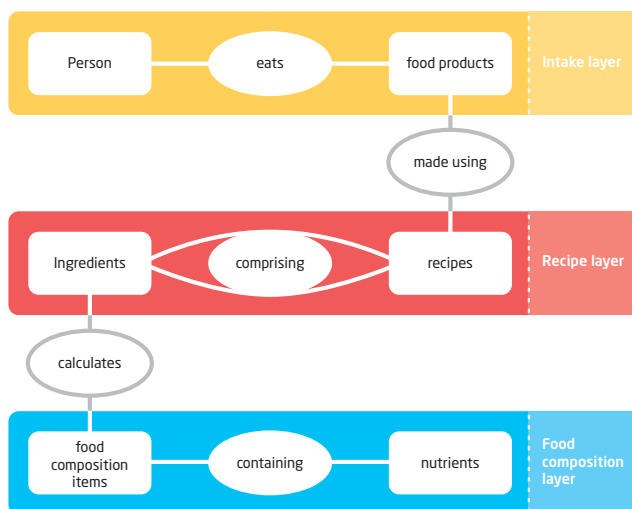 Person
eats
food products
Intake layer
made using
Ingredients
comprising
recipes
Recipe layer
calculates
food
composition
items
containing
nutrients
Food
composition
layer